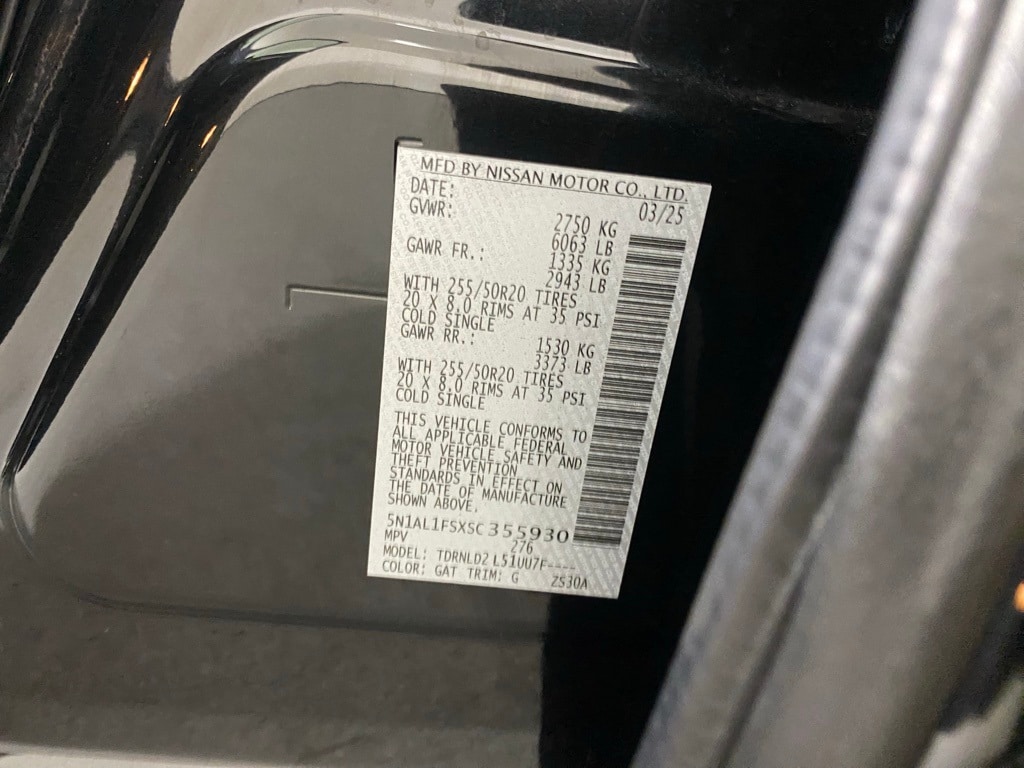 MFD BY NISSAN MOTOR CO., LTD.
DATE: 03/25
GVWR: 2750 KG
6063 LB
GAWR FR.: 1335 KG
2943 LB
WITH 255/50R20 TIRES
20 X 8.0 RIMS AT 35 PSI
COLD SINGLE
GAWR RR.: 1530 KG
3373 LB
WITH 255/50R20 TIRES
20 X 8.0 RIMS AT 35 PSI
COLD SINGLE
THIS VEHICLE CONFORMS TO
ALL APPLICABLE FEDERAL
MOTOR VEHICLE SAFETY AND
THEFT PREVENTION
STANDARDS IN EFFECT ON
THE DATE OF MANUFACTURE
SHOWN ABOVE.
5N1AL1FSXSC355930
MPV 276
MODEL: TDRNLD2 L51UU7F----
COLOR: GAT TRIM: G ZS30A